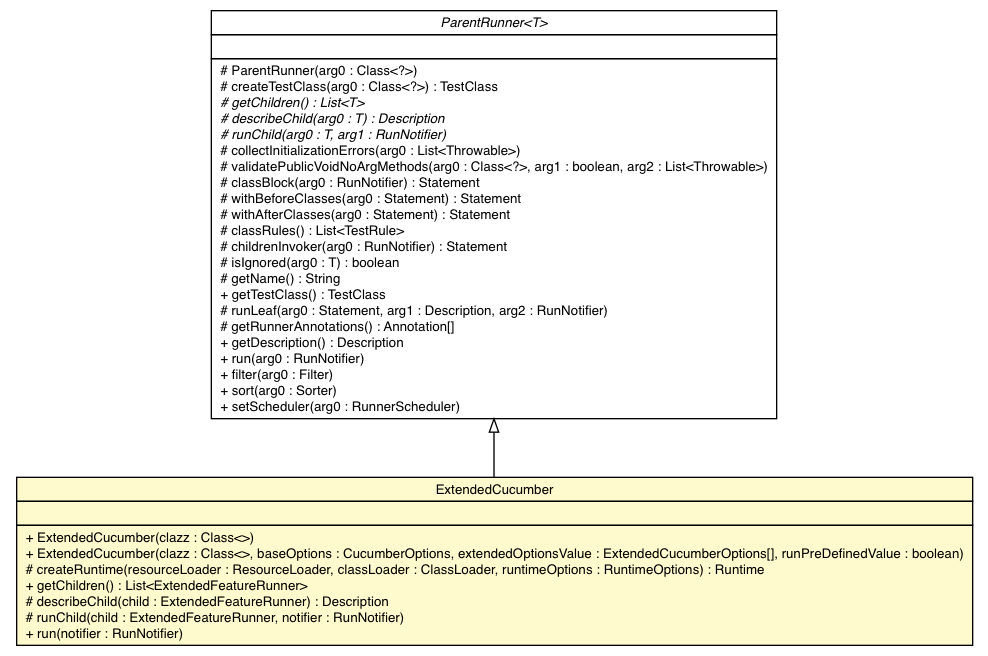 ParentRunner<T>
# ParentRunner(arg0 : Class<?>)
# createTestClass(arg0 : Class<?>) : TestClass
# getChildren() : List<T>
# describeChild(arg0 : T) : Description
# runChild(arg0 : T, arg1 : RunNotifier)
# collectInitializationErrors(arg0 : List<Throwable>)
# validatePublicVoidNoArgMethods(arg0 : Class<?>, arg1 : boolean, arg2 : List<Throwable>)
# classBlock(arg0 : RunNotifier) : Statement
# withBeforeClasses(arg0 : Statement) : Statement
# withAfterClasses(arg0 : Statement) : Statement
# classRules() : List<TestRule>
# childrenInvoker(arg0 : RunNotifier) : Statement
# isIgnored(arg0 : T) : boolean
# getName() : String
+ getTestClass() : TestClass
# runLeaf(arg0 : Statement, arg1 : Description, arg2 : RunNotifier)
# getRunnerAnnotations() : Annotation[]
+ getDescription() : Description
+ run(arg0 : RunNotifier)
+ filter(arg0 : Filter)
+ sort(arg0 : Sorter)
+ setScheduler(arg0 : RunnerScheduler)
ExtendedCucumber
+ ExtendedCucumber(clazz : Class<>)
+ ExtendedCucumber(clazz : Class<>, baseOptions : CucumberOptions, extendedOptionsValue : ExtendedCucumberOptions[], runPreDefinedValue : boolean)
# createRuntime(resourceLoader : ResourceLoader, classLoader : ClassLoader, runtimeOptions : RuntimeOptions) : Runtime
+ getChildren() : List<ExtendedFeatureRunner>
# describeChild(child : ExtendedFeatureRunner) : Description
# runChild(child : ExtendedFeatureRunner, notifier : RunNotifier)
+ run(notifier : RunNotifier)